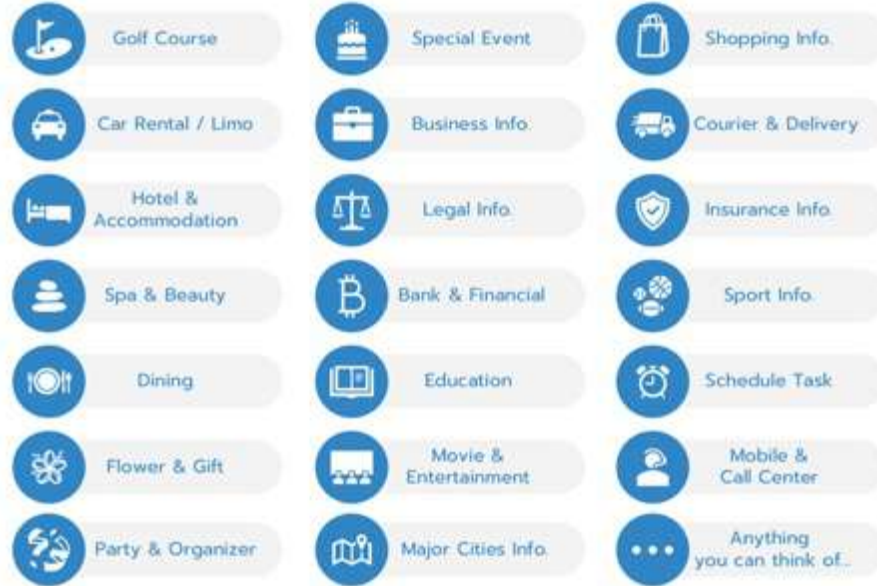 Golf Course
Special Event
Shopping Info.
Car Rental / Limo
Business Info.
Courier & Delivery
Hotel &
Accommodation
Legal Info.
Insurance Info.
Spa & Beauty
Bank & Financial
Sport Info.
Dining
Education
Schedule Task
Flower & Gift
Movie &
Entertainment
Mobile &
Call Center
Party & Organizer
Major Cities Info.
Anything
you can think of...